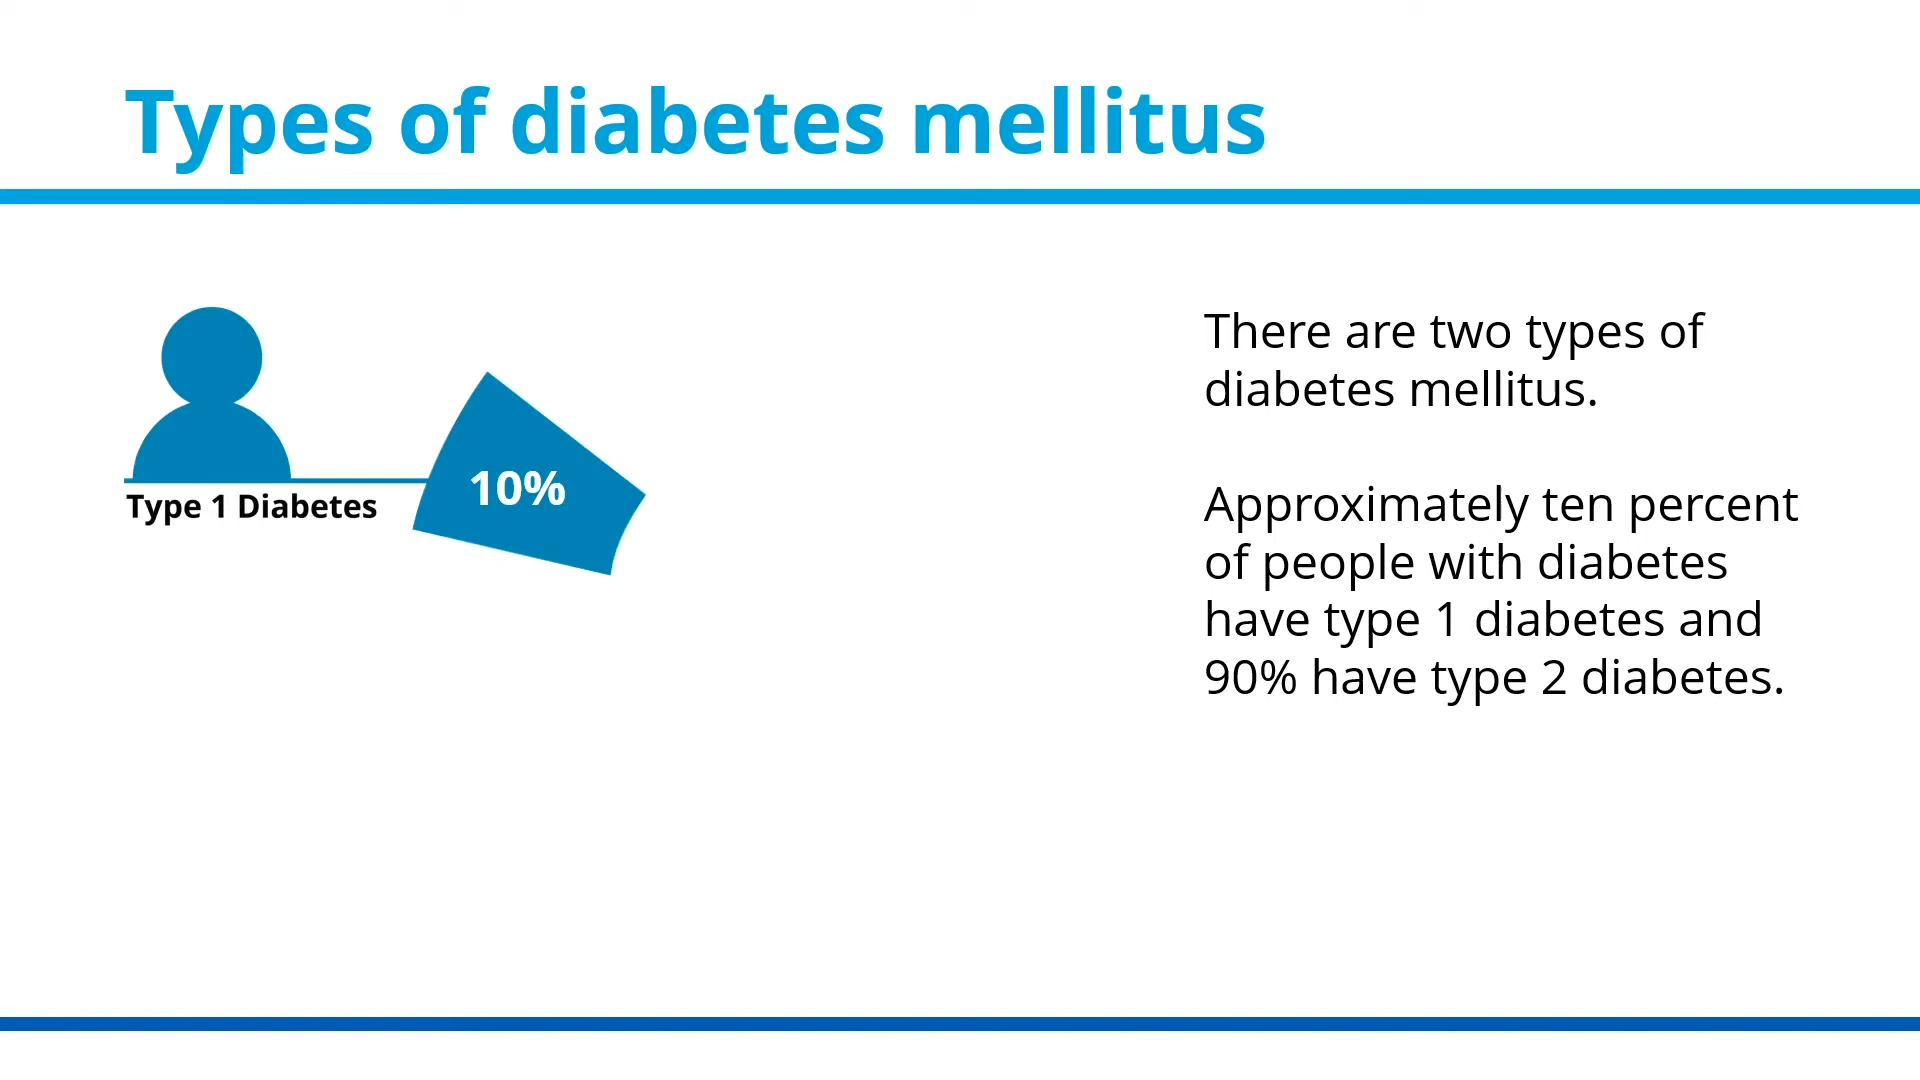 Types of diabetes mellitus
Type 1 Diabetes
10%
There are two types of
diabetes mellitus.
Approximately ten percent
of people with diabetes
have type 1 diabetes and
90% have type 2 diabetes.